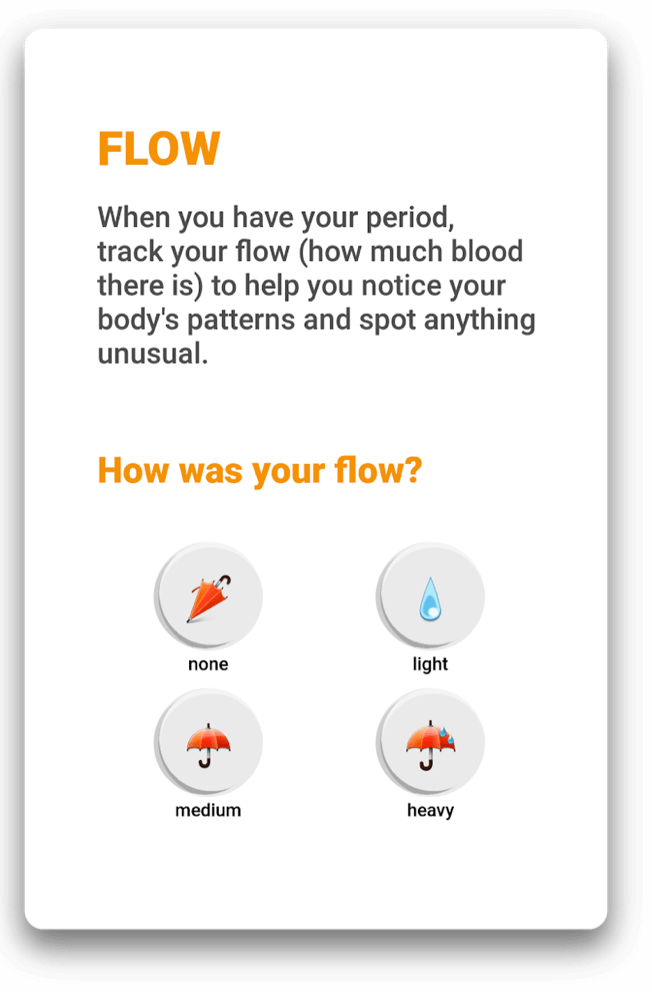 FLOW
When you have your period,
track your flow (how much blood
there is) to help you notice your
body's patterns and spot anything
unusual.
How was your flow?
none
light
medium
heavy